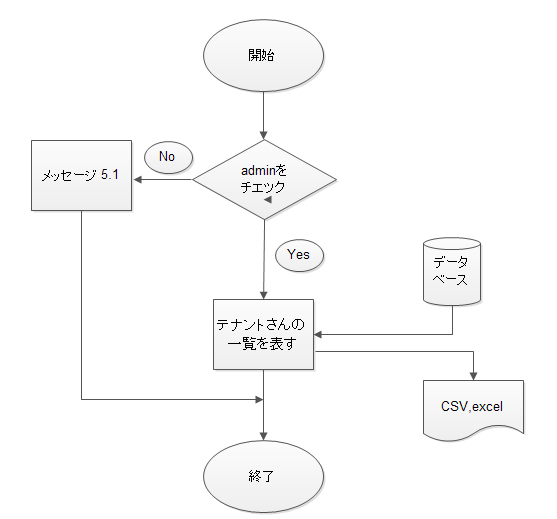 開始
adminを
チェック
No
メッセージ 5.1
Yes
データ
ベース
テナントさんの
一覧を表す
CSV,excel
終了